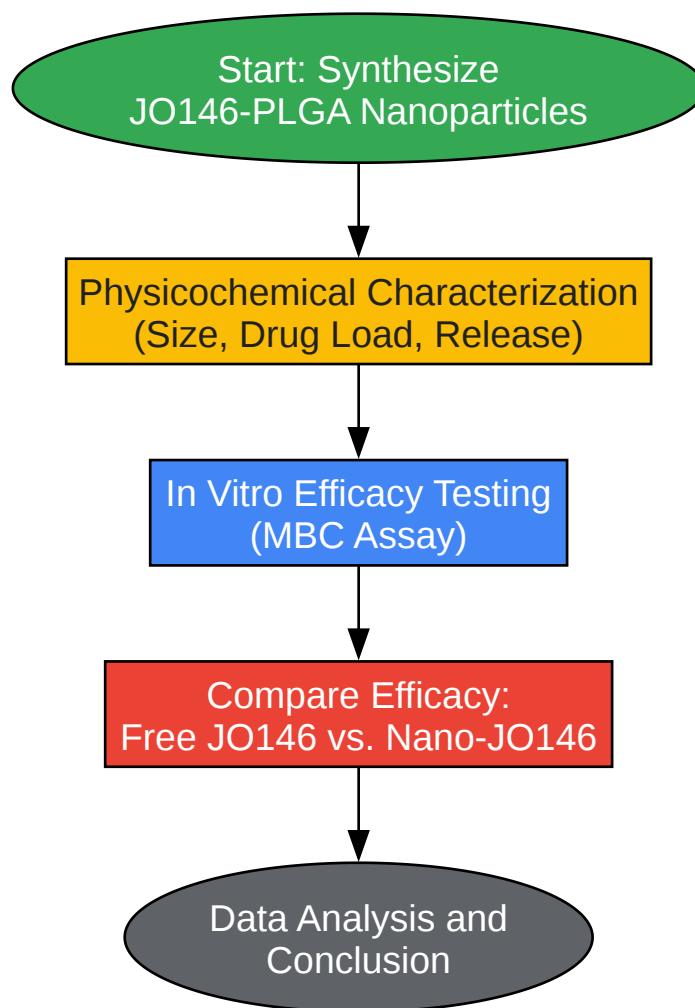 Start: Synthesize
JO146-PLGA Nanoparticles
Physicochemical Characterization
(Size, Drug Load, Release)
In Vitro Efficacy Testing
(MBC Assay)
Compare Efficacy:
Free JO146 vs. Nano-JO146
Data Analysis and
Conclusion